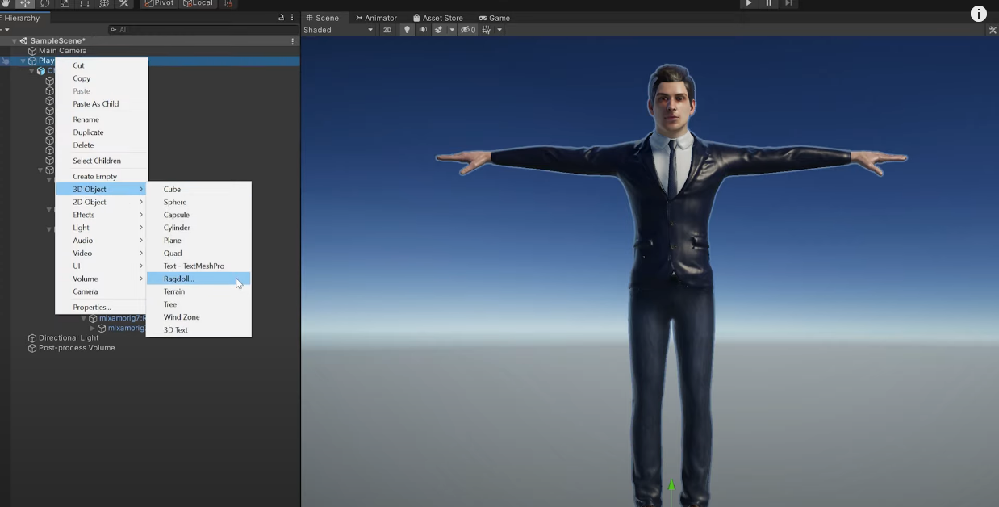 Pivot Local
Hierarchy
All
SampleScene*
Main Camera
Play
Cut
Copy
Paste
Paste As Child
Rename
Duplicate
Delete
Select Children
Create Empty
3D Object
2D Object
Effects
Light
Audio
Video
UI
Volume
Camera
Properties...
Cube
Sphere
Capsule
Cylinder
Plane
Quad
Text - TextMeshPro
Ragdoll...
Terrain
Tree
Wind Zone
3D Text
mixamorig7:R
mixamorig
Directional Light
Post-process Volume
Scene Animator Asset Store Game
Shaded 2D 0
i